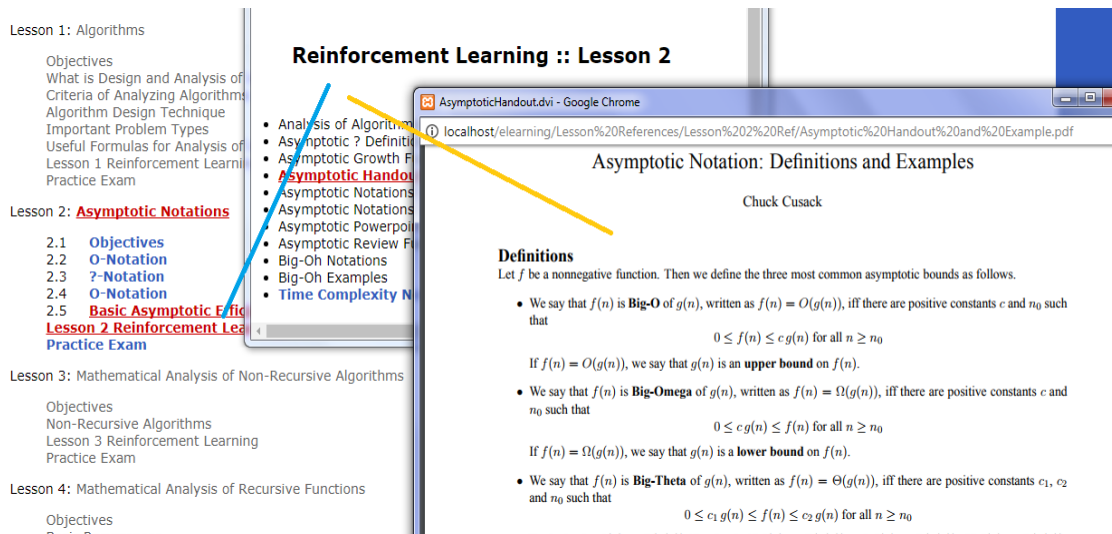 Lesson 1: Algorithms
Objectives
What is Design and Analysis of
Criteria of Analyzing Algorithms
Algorithm Design Technique
Important Problem Types
Useful Formulas for Analysis of
Lesson 1 Reinforcement Learni
Practice Exam
Lesson 2: Asymptotic Notations
2.1 Objectives
2.2 O-Notation
2.3 ?-Notation
2.4 O-Notation
2.5 Basic Asymptotic Effic
Lesson 2 Reinforcement Lea
Practice Exam
Lesson 3: Mathematical Analysis of Non-Recursive Algorithms
Objectives
Non-Recursive Algorithms
Lesson 3 Reinforcement Learning
Practice Exam
Lesson 4: Mathematical Analysis of Recursive Functions
Objectives
Reinforcement Learning :: Lesson 2
• Analysis of Algorithm
• Asymptotic ? Definitio
• Asymptotic Growth F
• Asymptotic Handou
• Asymptotic Notations
• Asymptotic Notations
• Asymptotic Powerpoin
• Asymptotic Review Fu
• Big-Oh Notations
• Big-Oh Examples
• Time Complexity N
AsymptoticHandout.dvi - Google Chrome
localhost/elearning/Lesson%20References/Lesson%202%20Ref/Asymptotic%20Handout%20and%20Example.pdf
Asymptotic Notation: Definitions and Examples
Chuck Cusack
Definitions
Let f be a nonnegative function. Then we define the three most common asymptotic bounds as follows.
• We say that f(n) is Big-O of g(n), written as f(n) = O(g(n)), iff there are positive constants c and n₀ such
that
0 ≤ f(n) ≤ c g(n) for all n ≥ n₀
If f(n) = O(g(n)), we say that g(n) is an upper bound on f(n).
• We say that f(n) is Big-Omega of g(n), written as f(n) = Ω(g(n)), iff there are positive constants c and
n₀ such that
0 ≤ c g(n) ≤ f(n) for all n ≥ n₀
If f(n) = Ω(g(n)), we say that g(n) is a lower bound on f(n).
• We say that f(n) is Big-Theta of g(n), written as f(n) = Θ(g(n)), iff there are positive constants c₁, c₂
and n₀ such that
0 ≤ c₁ g(n) ≤ f(n) ≤ c₂ g(n) for all n ≥ n₀